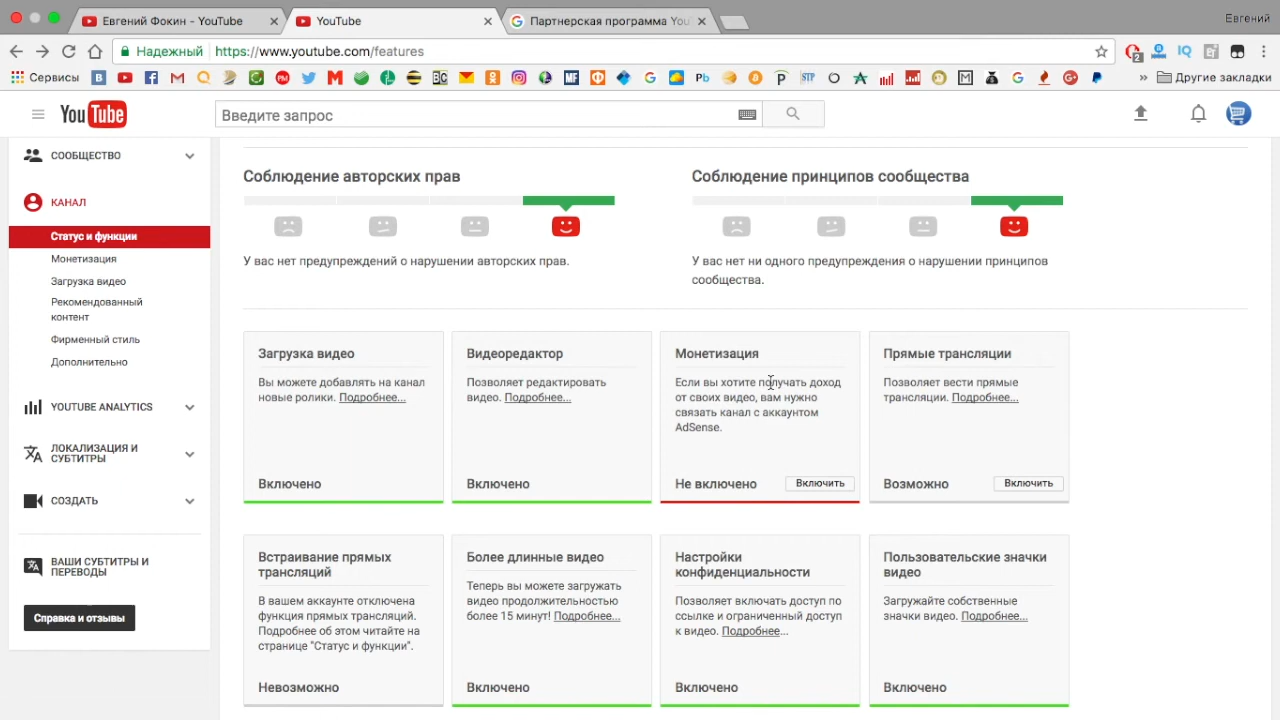 Евгений Фокин - YouTube
YouTube
Партнерская программа You
Евгений
Надежный
https://www.youtube.com/features
Сервисы
Другие закладки
YouTube
Введите запрос
СООБЩЕСТВО
КАНАЛ
Статус и функции
Монетизация
Загрузка видео
Рекомендованный
контент
Фирменный стиль
Дополнительно
YOUTUBE ANALYTICS
ЛОКАЛИЗАЦИЯ И
СУБТИТРЫ
СОЗДАТЬ
ВАШИ СУБТИТРЫ И
ПЕРЕВОДЫ
Справка и отзывы
Соблюдение авторских прав
У вас нет предупреждений о нарушении авторских прав.
Соблюдение принципов сообщества
У вас нет ни одного предупреждения о нарушении принципов
сообщества.
Загрузка видео
Вы можете добавлять на канал
новые ролики. Подробнее...
Включено
Видеоредактор
Позволяет редактировать
видео. Подробнее...
Включено
Монетизация
Если вы хотите получать доход
от своих видео, вам нужно
связать канал с аккаунтом
AdSense.
Не включено
Включить
Прямые трансляции
Позволяет вести прямые
трансляции. Подробнее...
Возможно
Включить
Встраивание прямых
трансляций
В вашем аккаунте отключена
функция прямых трансляций.
Подробнее об этом читайте на
странице "Статус и функции".
Невозможно
Более длинные видео
Теперь вы можете загружать
видео продолжительностью
более 15 минут! Подробнее...
Включено
Настройки
конфиденциальности
Позволяет включать доступ по
ссылке и ограниченный доступ
к видео. Подробнее...
Включено
Пользовательские значки
видео
Загружайте собственные
значки видео. Подробнее...
Включено